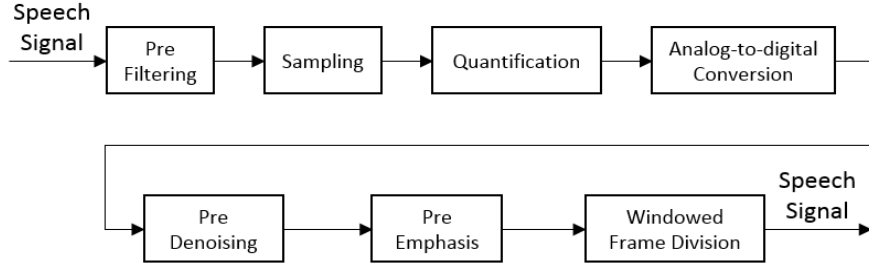 Speech
Signal
Pre
Filtering
Sampling
Quantification
Analog-to-digital
Conversion
Pre
Denoising
Pre
Emphasis
Windowed
Frame Division
Speech
Signal